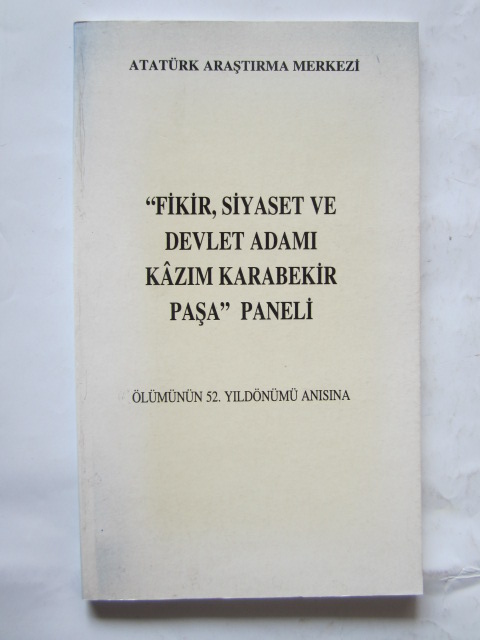 ATATÜRK ARAŞTIRMA MERKEZİ
“FİKİR, SİYASET VE
DEVLET ADAMI
KÂZIM KARABEKİR
PAŞA” PANELİ
ÖLÜMÜNÜN 52. YILDÖNÜMÜ ANISINA